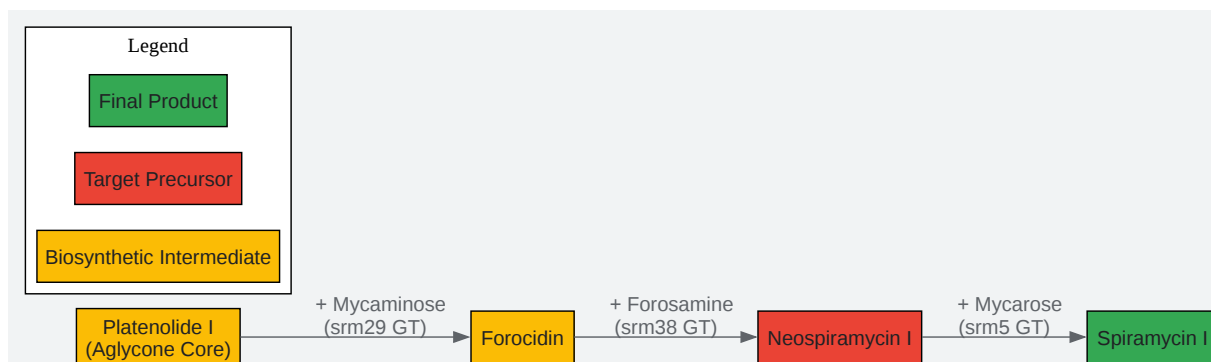 Legend
Final Product
Target Precursor
Biosynthetic Intermediate
Platenolide I
(Aglycone Core)
+ Mycaminose
(srm29 GT)
Forocidin
+ Forosamine
(srm38 GT)
Neospiramycin I
+ Mycarose
(srm5 GT)
Spiramycin I